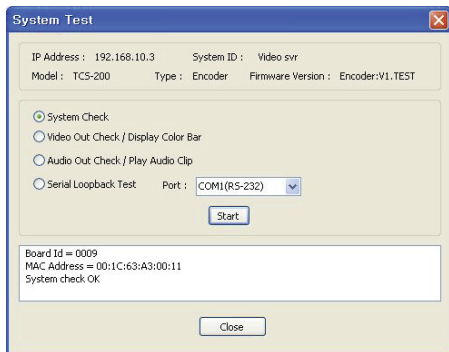 System Test
IP Address : 192.168.10.3 System ID : Video svr
Model : TCS-200 Type : Encoder Firmware Version : Encoder:V1.TEST
System Check
Video Out Check / Display Color Bar
Audio Out Check / Play Audio Clip
Serial Loopback Test Port : COM1(RS-232)
Start
Board Id = 0009
MAC Address = 00:1C:63:A3:00:11
System check OK
Close